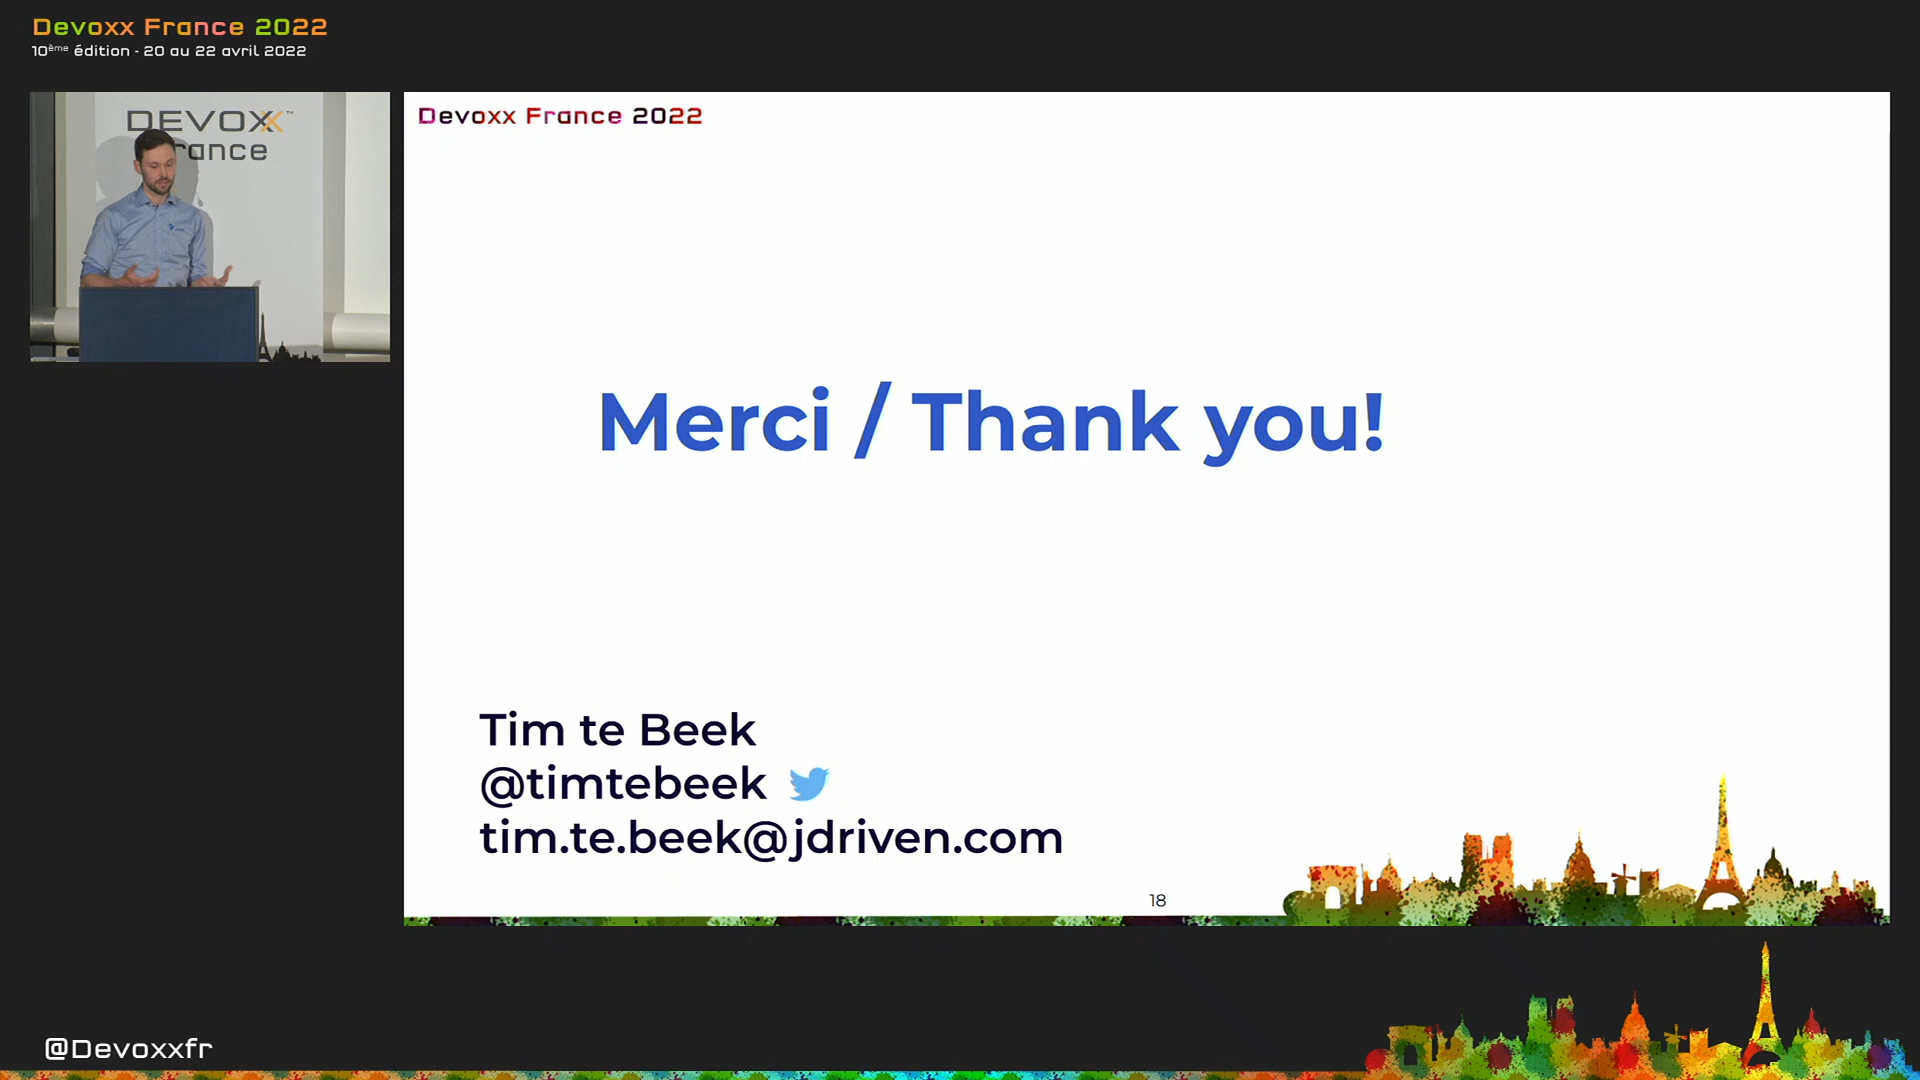 Devoxx France 2022
10ème édition - 20 au 22 avril 2022
DEVOXX™
rance
Devoxx France 2022
Merci / Thank you!
Tim te Beek
@timtebeek
tim.te.beek@jdriven.com
18
@Devoxxfr